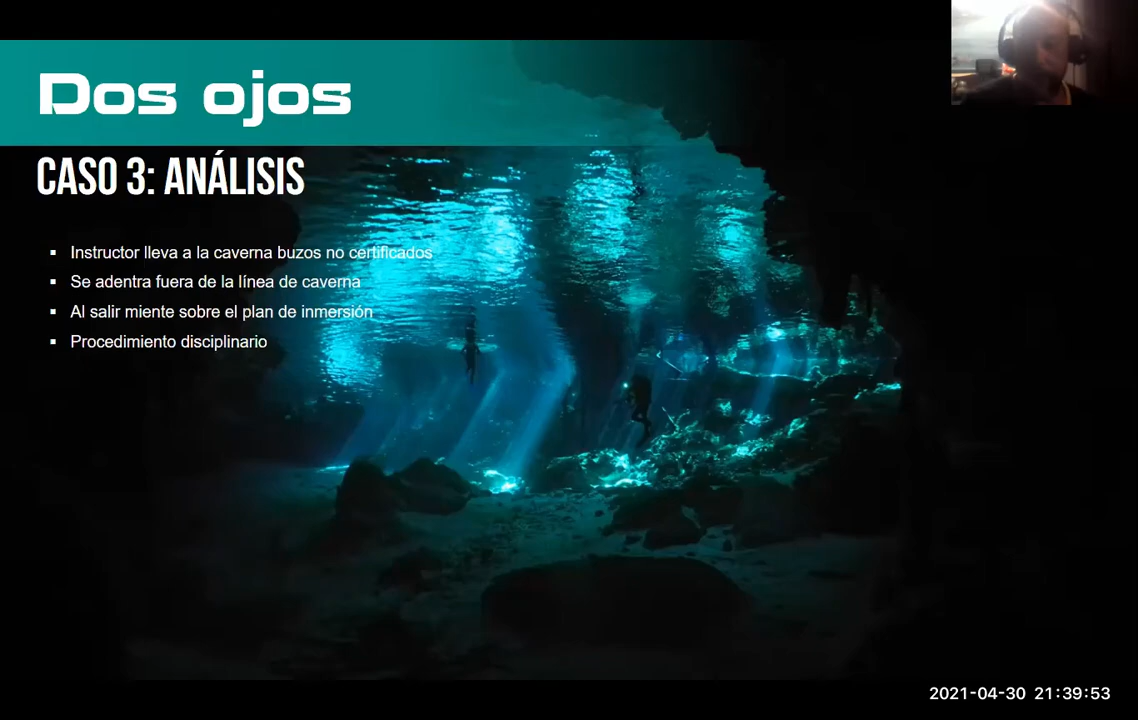 Dos ojos
CASO 3: ANÁLISIS
Instructor lleva a la caverna buzos no certificados
Se adentra fuera de la línea de caverna
Al salir miente sobre el plan de inmersión
Procedimiento disciplinario
2021-04-30 21:39:53